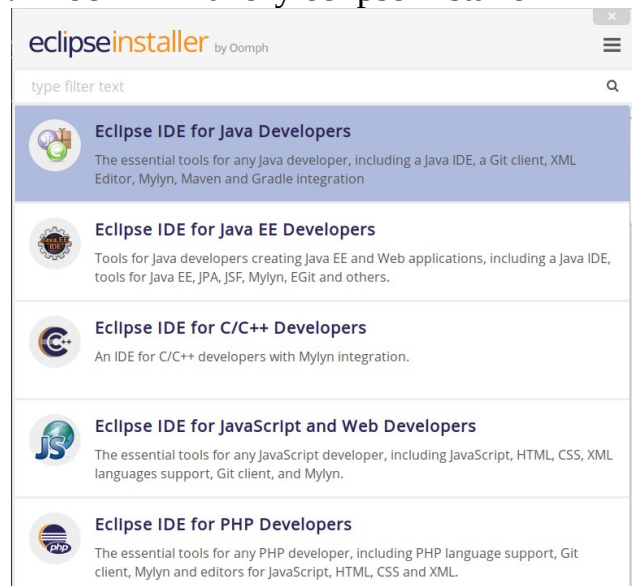 eclipseinstaller by Oomph
type filter text
Eclipse IDE for Java Developers
The essential tools for any Java developer, including a Java IDE, a Git client, XML
Editor, Mylyn, Maven and Gradle integration
Java EE
IDE
Eclipse IDE for Java EE Developers
Tools for Java developers creating Java EE and Web applications, including a Java IDE,
tools for Java EE, JPA, JSF, Mylyn, EGit and others.
C++
Eclipse IDE for C/C++ Developers
An IDE for C/C++ developers with Mylyn integration.
JS
Eclipse IDE for JavaScript and Web Developers
The essential tools for any JavaScript developer, including JavaScript, HTML, CSS, XML
languages support, Git client, and Mylyn.
php
Eclipse IDE for PHP Developers
The essential tools for any PHP developer, including PHP language support, Git
client, Mylyn and editors for JavaScript, HTML, CSS and XML.